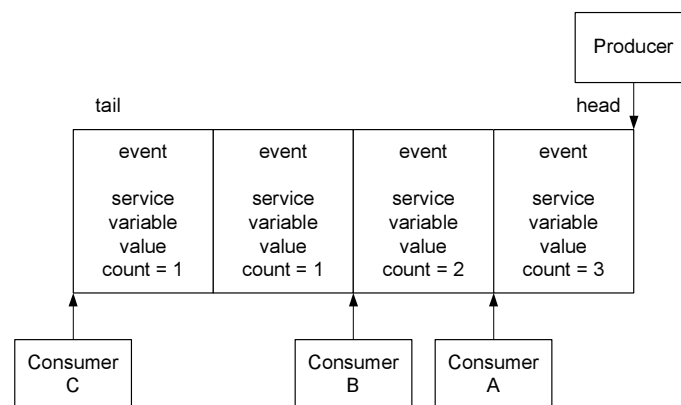 Producer
tail
head
event
service
variable
value
count = 1
event
service
variable
value
count = 1
event
service
variable
value
count = 2
event
service
variable
value
count = 3
Consumer
C
Consumer
B
Consumer
A